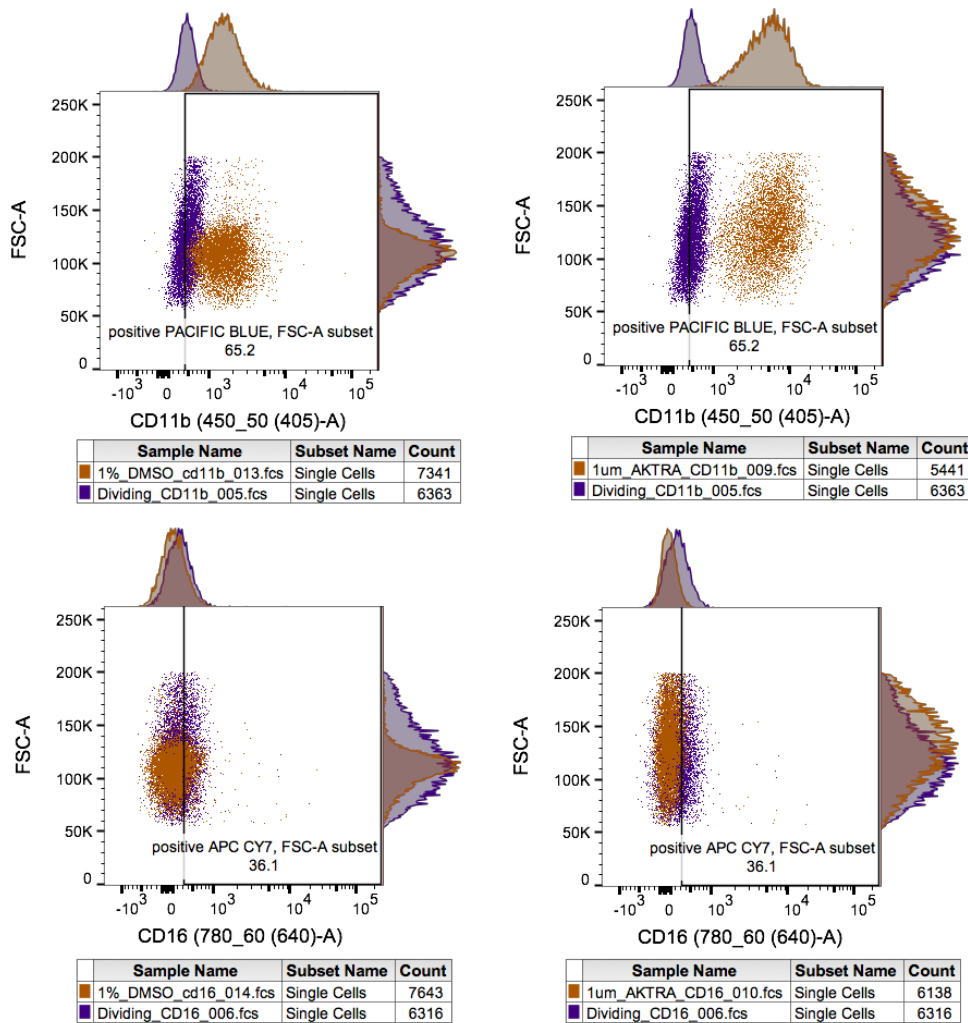 250K
200K
150K
100K
50K
0
FSC-A
positive PACIFIC BLUE, FSC-A subset
65.2
-10^3 0 10^3 10^4 10^5
CD11b (450_50 (405)-A)
Sample Name Subset Name Count
1%_DMSO_cd11b_013.fcs Single Cells 7341
Dividing_CD11b_005.fcs Single Cells 6363
250K
200K
150K
100K
50K
0
FSC-A
positive PACIFIC BLUE, FSC-A subset
65.2
-10^3 0 10^3 10^4 10^5
CD11b (450_50 (405)-A)
Sample Name Subset Name Count
1um_AKTRA_CD11b_009.fcs Single Cells 5441
Dividing_CD11b_005.fcs Single Cells 6363
250K
200K
150K
100K
50K
0
FSC-A
positive APC CY7, FSC-A subset
36.1
-10^3 0 10^3 10^4 10^5
CD16 (780_60 (640)-A)
Sample Name Subset Name Count
1%_DMSO_cd16_014.fcs Single Cells 7643
Dividing_CD16_006.fcs Single Cells 6316
250K
200K
150K
100K
50K
0
FSC-A
positive APC CY7, FSC-A subset
36.1
-10^3 0 10^3 10^4 10^5
CD16 (780_60 (640)-A)
Sample Name Subset Name Count
1um_AKTRA_CD16_010.fcs Single Cells 6138
Dividing_CD16_006.fcs Single Cells 6316